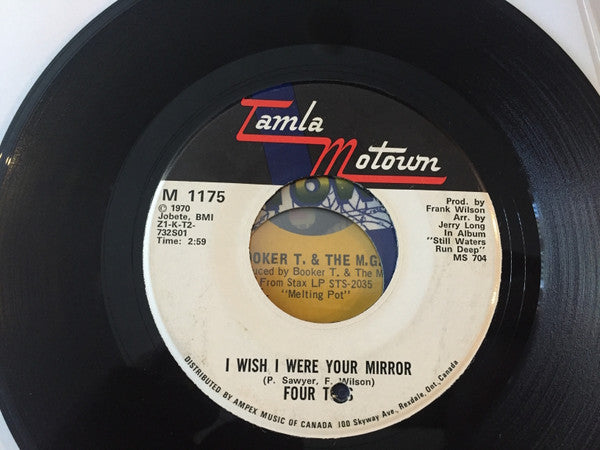 Tamla
Motown
M 1175
℗ 1970
Jobete, BMI
Z1-K-T2-
732S01
Time: 2:59
Prod. by
Frank Wilson
Arr. by
Jerry Long
In Album
"Still Waters
Run Deep"
MS 704
OKER T. & THE M.G.
uced by Booker T. & The M
From Stax LP STS-2035
"Melting Pot"
I WISH I WERE YOUR MIRROR
(P. Sawyer, F. Wilson)
FOUR T
DISTRIBUTED BY AMPEX MUSIC OF CANADA 100 Skyway Ave., Rexdale, Ont., Canada